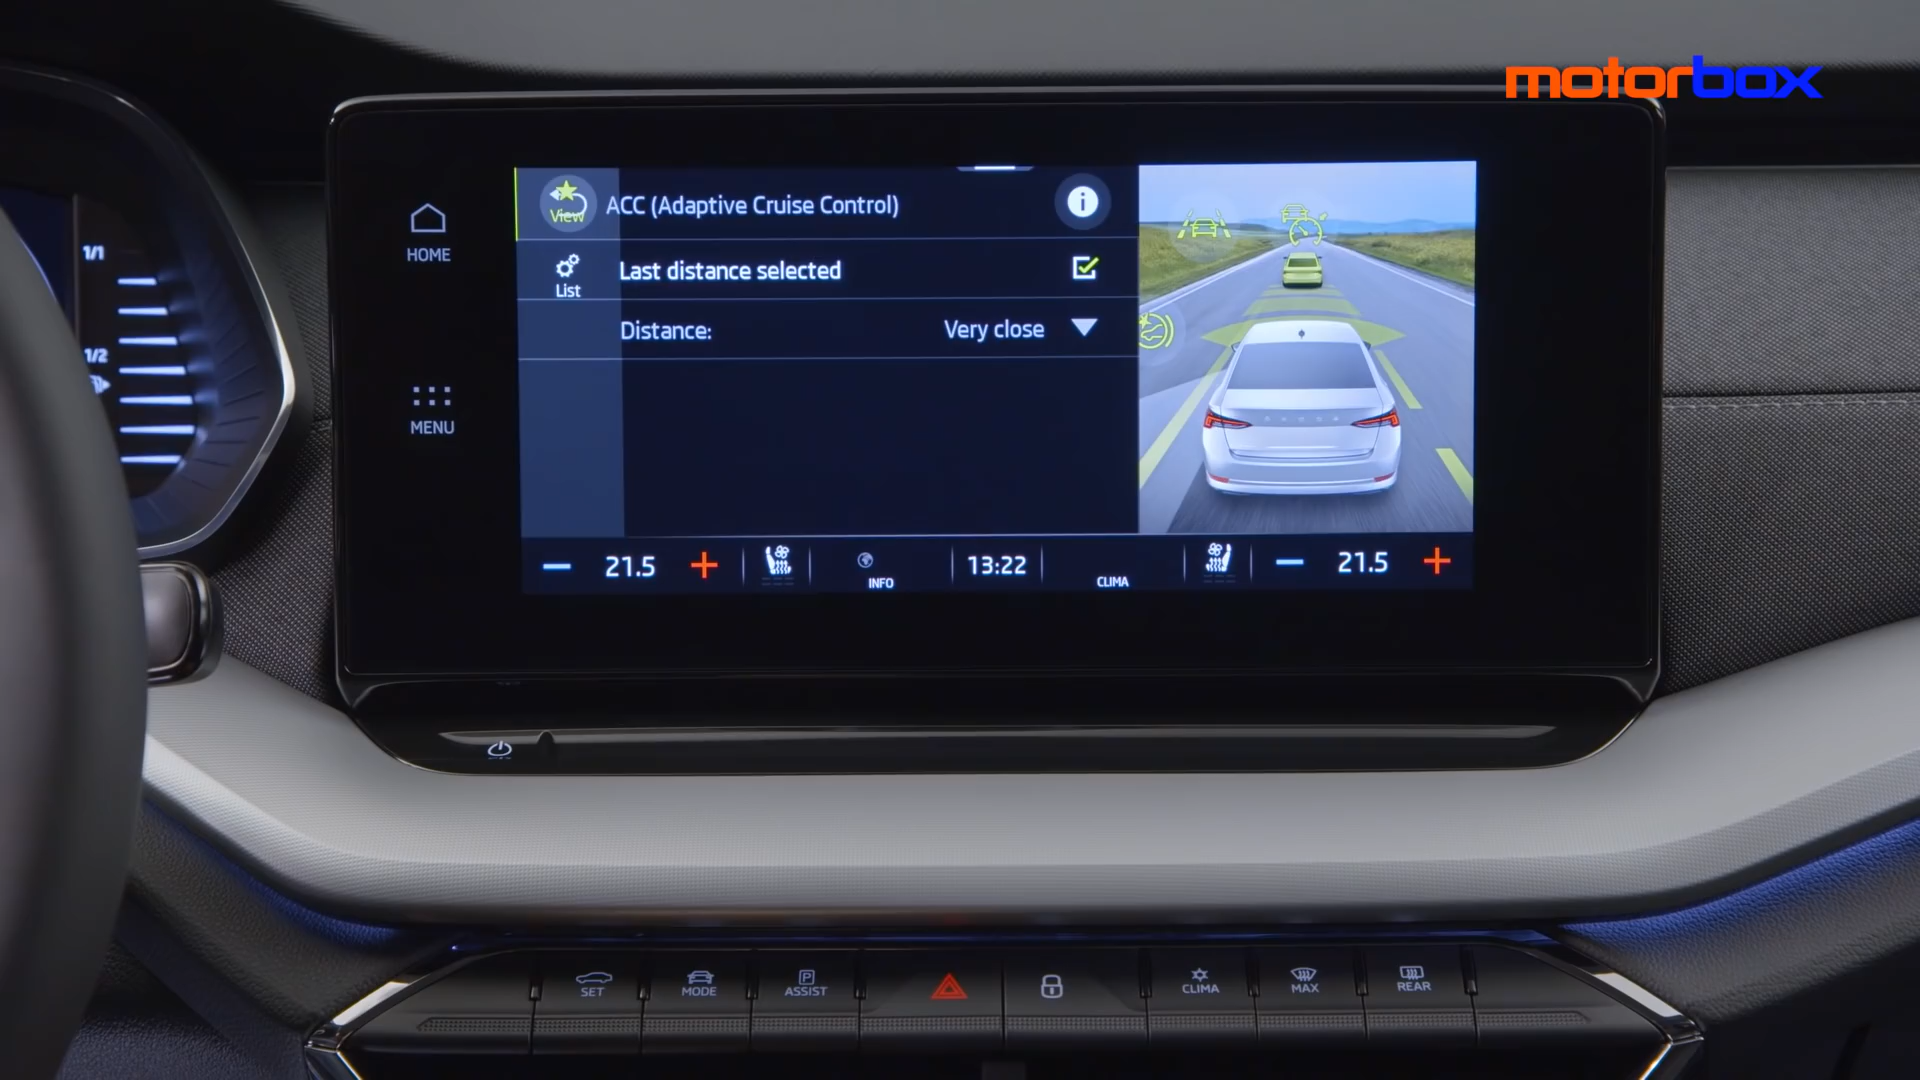 motorbox
1/1
1/2
HOME
MENU
View
ACC (Adaptive Cruise Control)
i
List
Last distance selected
Distance:
Very close
SKODA
21.5
INFO
13:22
CLIMA
21.5
SET
MODE
P
ASSIST
CLIMA
MAX
REAR